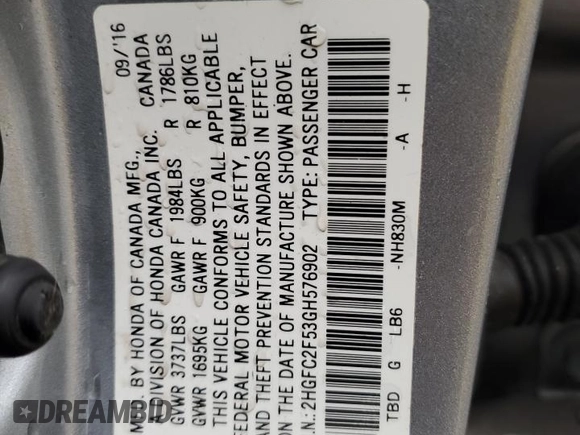 MFD. BY HONDA OF CANADA MFG., 09/'16
DIVISION OF HONDA CANADA INC. CANADA
GVWR 3737LBS GAWR F 1984LBS R 1786LBS
GVWR 1695KG GAWR F 900KG R 810KG
THIS VEHICLE CONFORMS TO ALL APPLICABLE
FEDERAL MOTOR VEHICLE SAFETY, BUMPER,
AND THEFT PREVENTION STANDARDS IN EFFECT
ON THE DATE OF MANUFACTURE SHOWN ABOVE.
.N.:2HGFC2F53GH576902 TYPE: PASSENGER CAR
TBD G LB6 -NH830M -A -H
DREAMBID